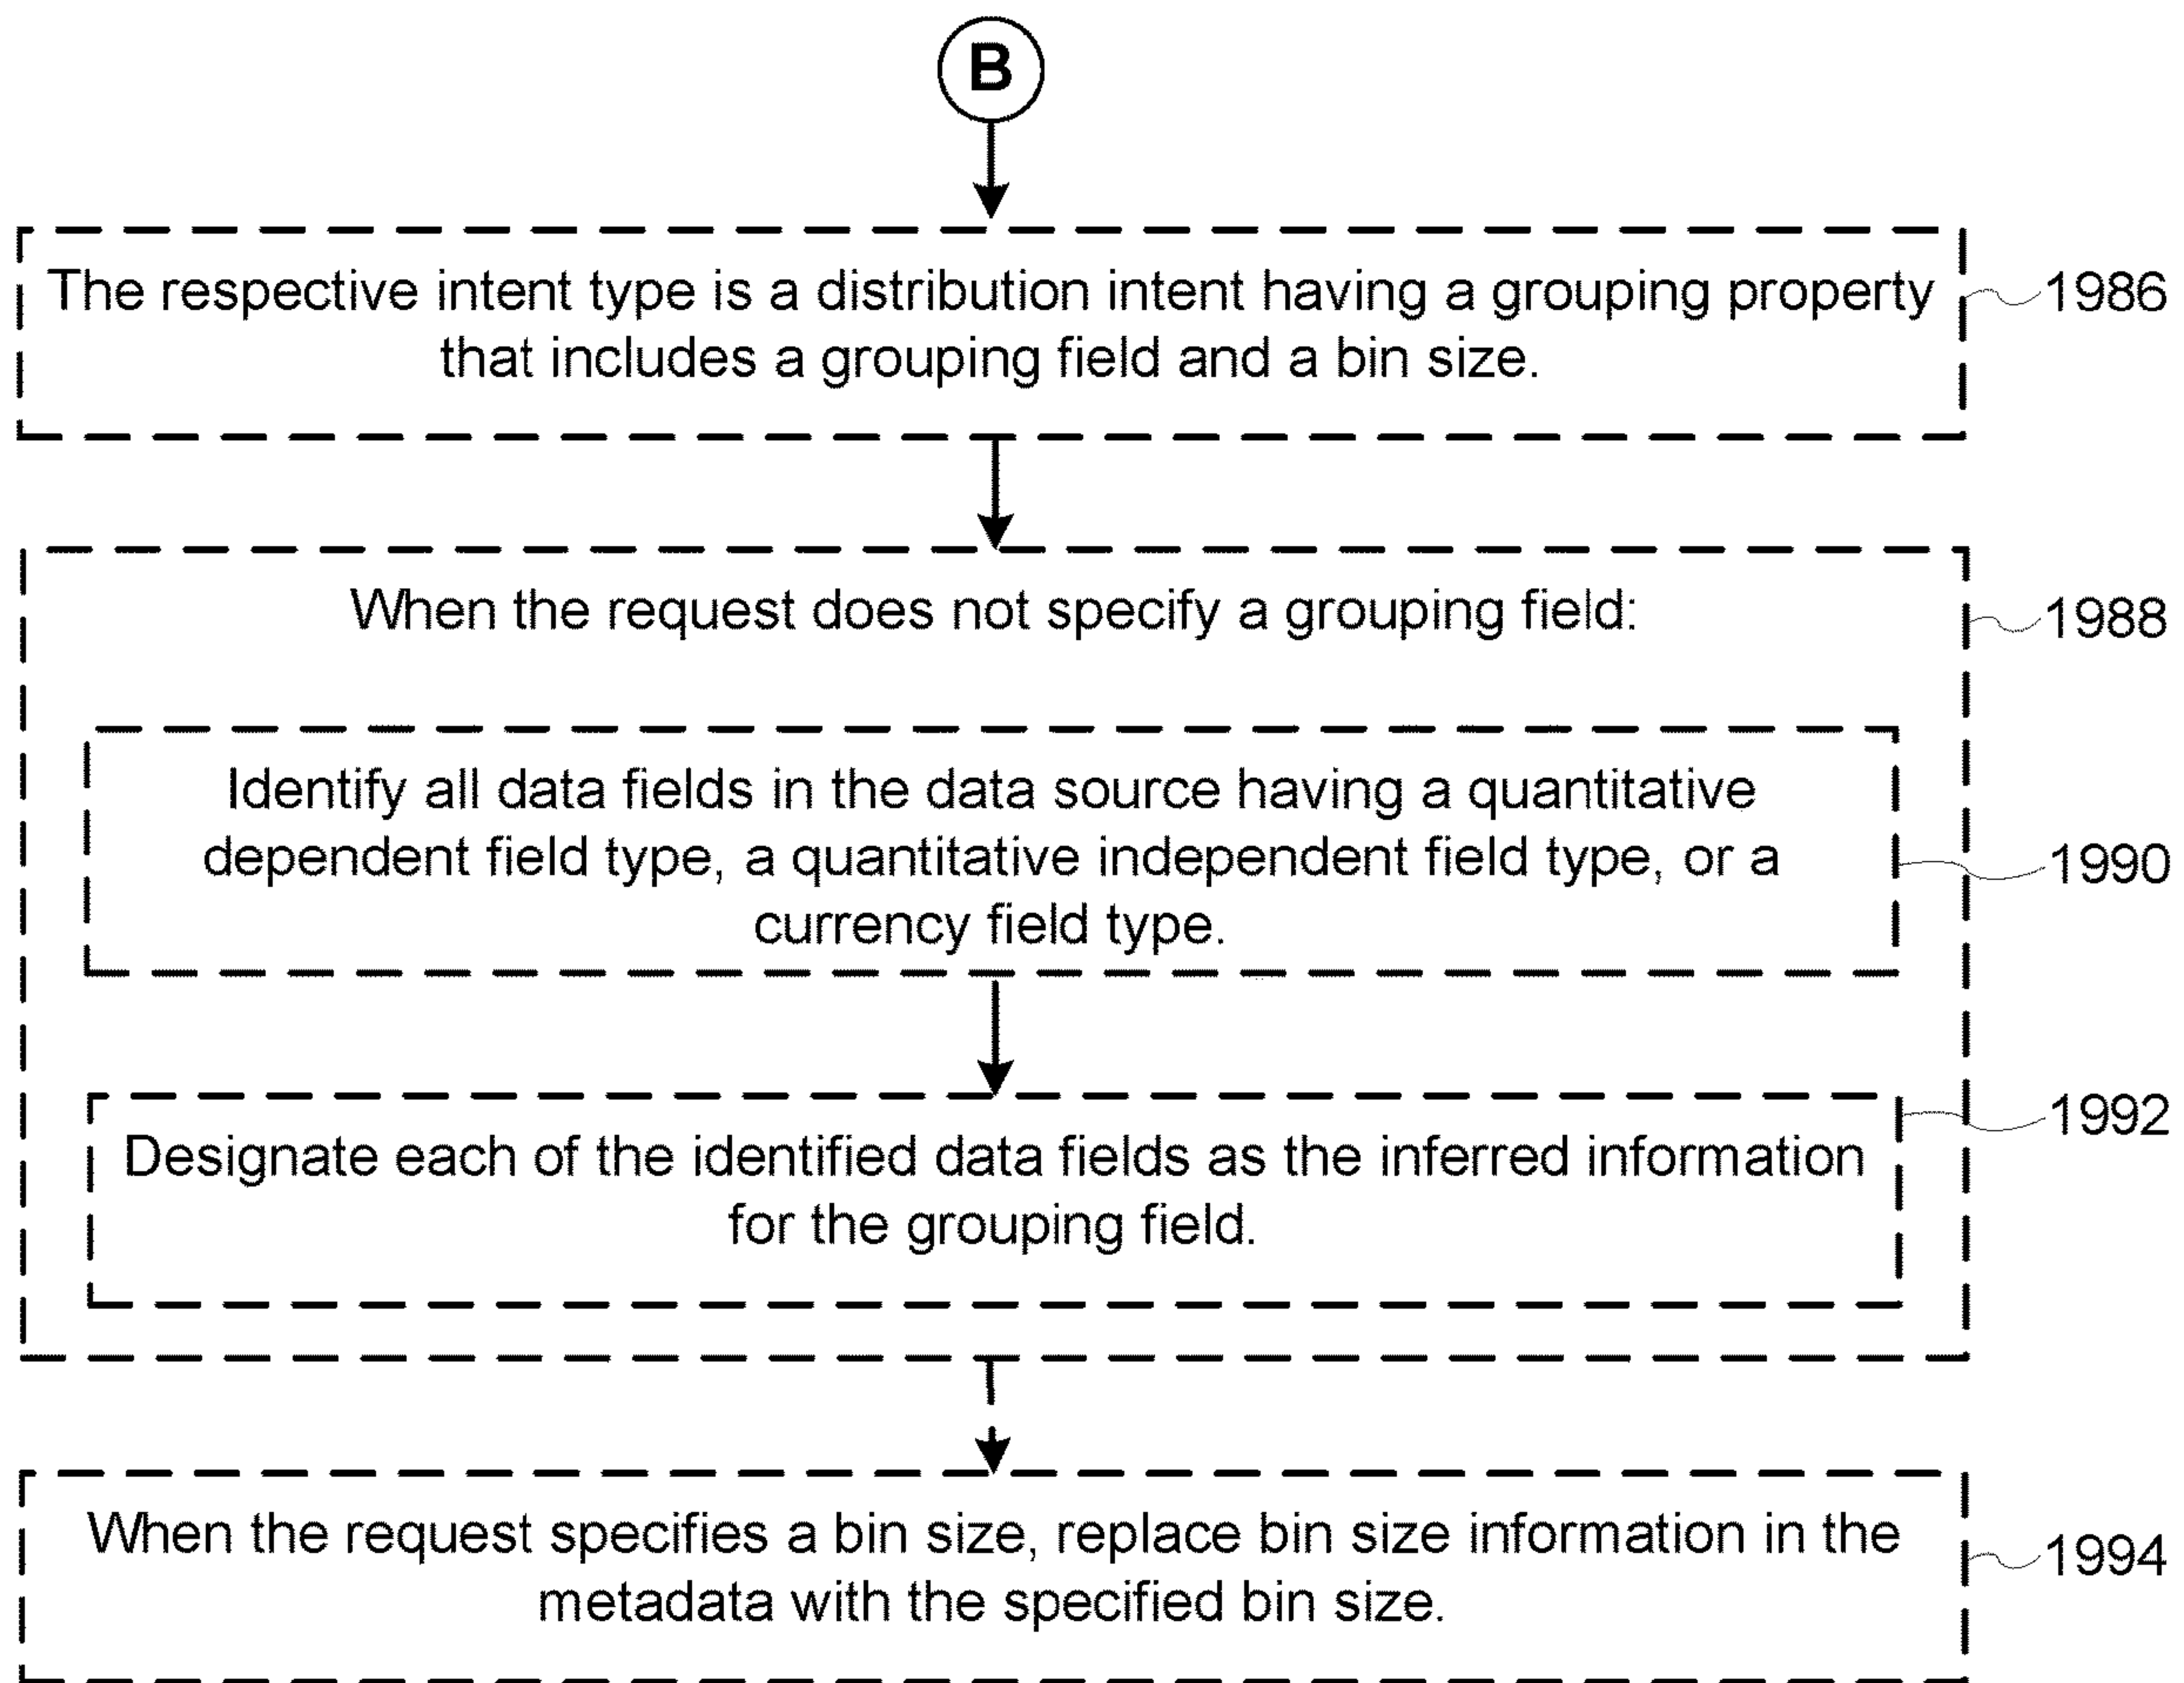 B
The respective intent type is a distribution intent having a grouping property
that includes a grouping field and a bin size.
1986
When the request does not specify a grouping field:
1988
Identify all data fields in the data source having a quantitative
dependent field type, a quantitative independent field type, or a
currency field type.
1990
Designate each of the identified data fields as the inferred information
for the grouping field.
1992
When the request specifies a bin size, replace bin size information in the
metadata with the specified bin size.
1994